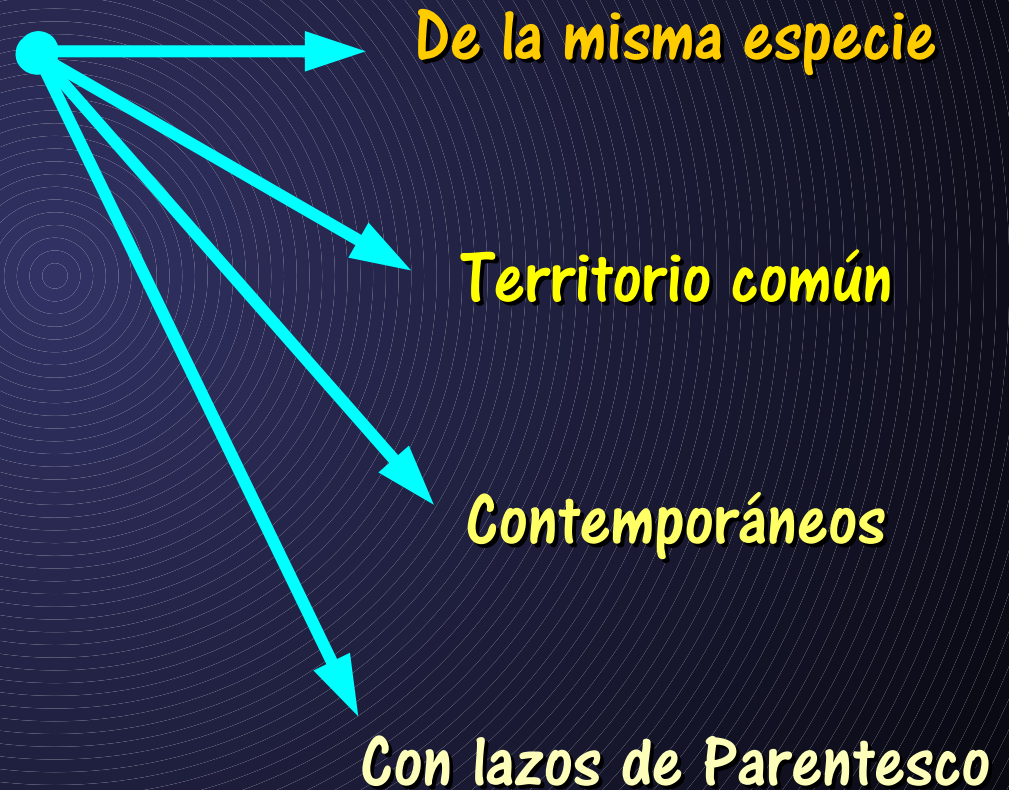 De la misma especie
Territorio común
Contemporáneos
Con lazos de Parentesco